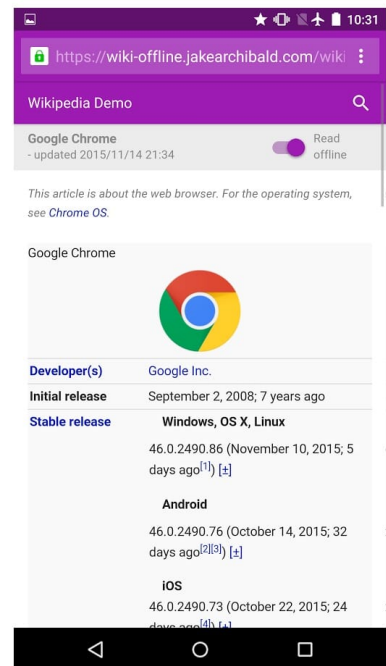 10:31
https://wiki-offline.jakearchibald.com/wiki
Wikipedia Demo
Google Chrome
- updated 2015/11/14 21:34
Read
offline
This article is about the web browser. For the operating system,
see Chrome OS.
Google Chrome
Developer(s) Google Inc.
Initial release September 2, 2008; 7 years ago
Stable release Windows, OS X, Linux
46.0.2490.86 (November 10, 2015; 5
days ago[1]) [±]
Android
46.0.2490.76 (October 14, 2015; 32
days ago[2][3]) [±]
iOS
46.0.2490.73 (October 22, 2015; 24
days ago[4]) [±]